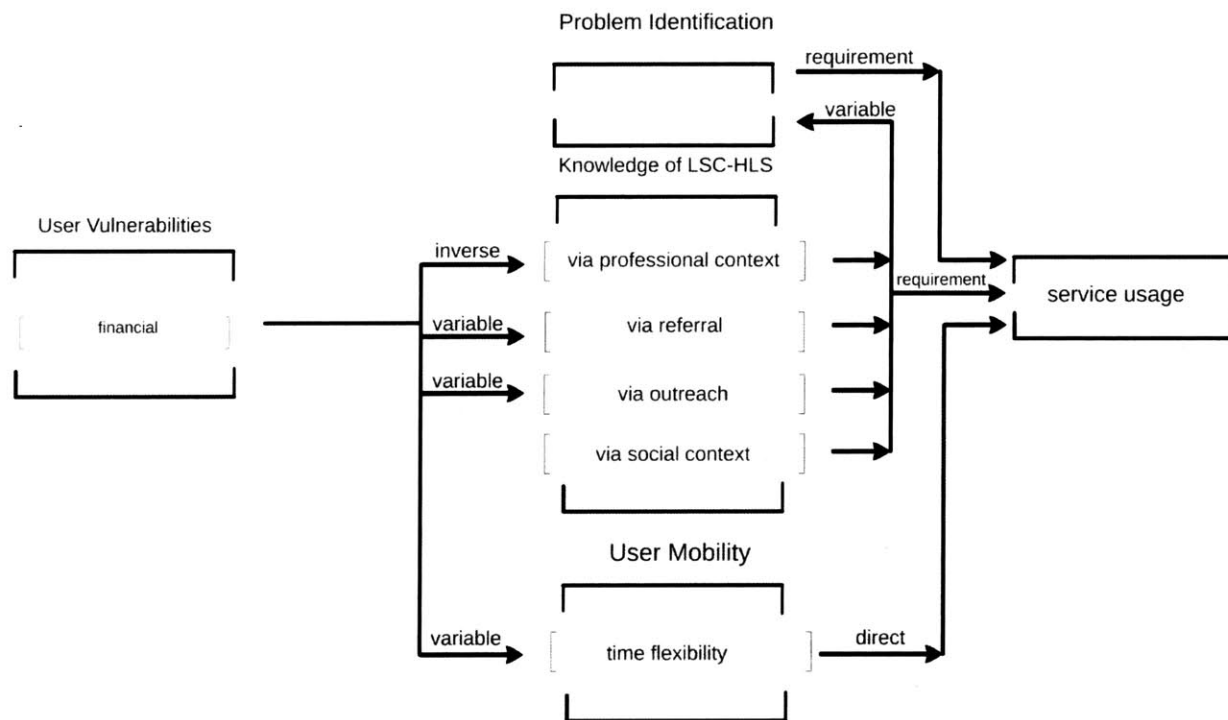 Problem Identification
requirement
variable
Knowledge of LSC-HLS
User Vulnerabilities
inverse
via professional context
requirement
service usage
financial
variable
via referral
variable
via outreach
via social context
User Mobility
variable
time flexibility
direct